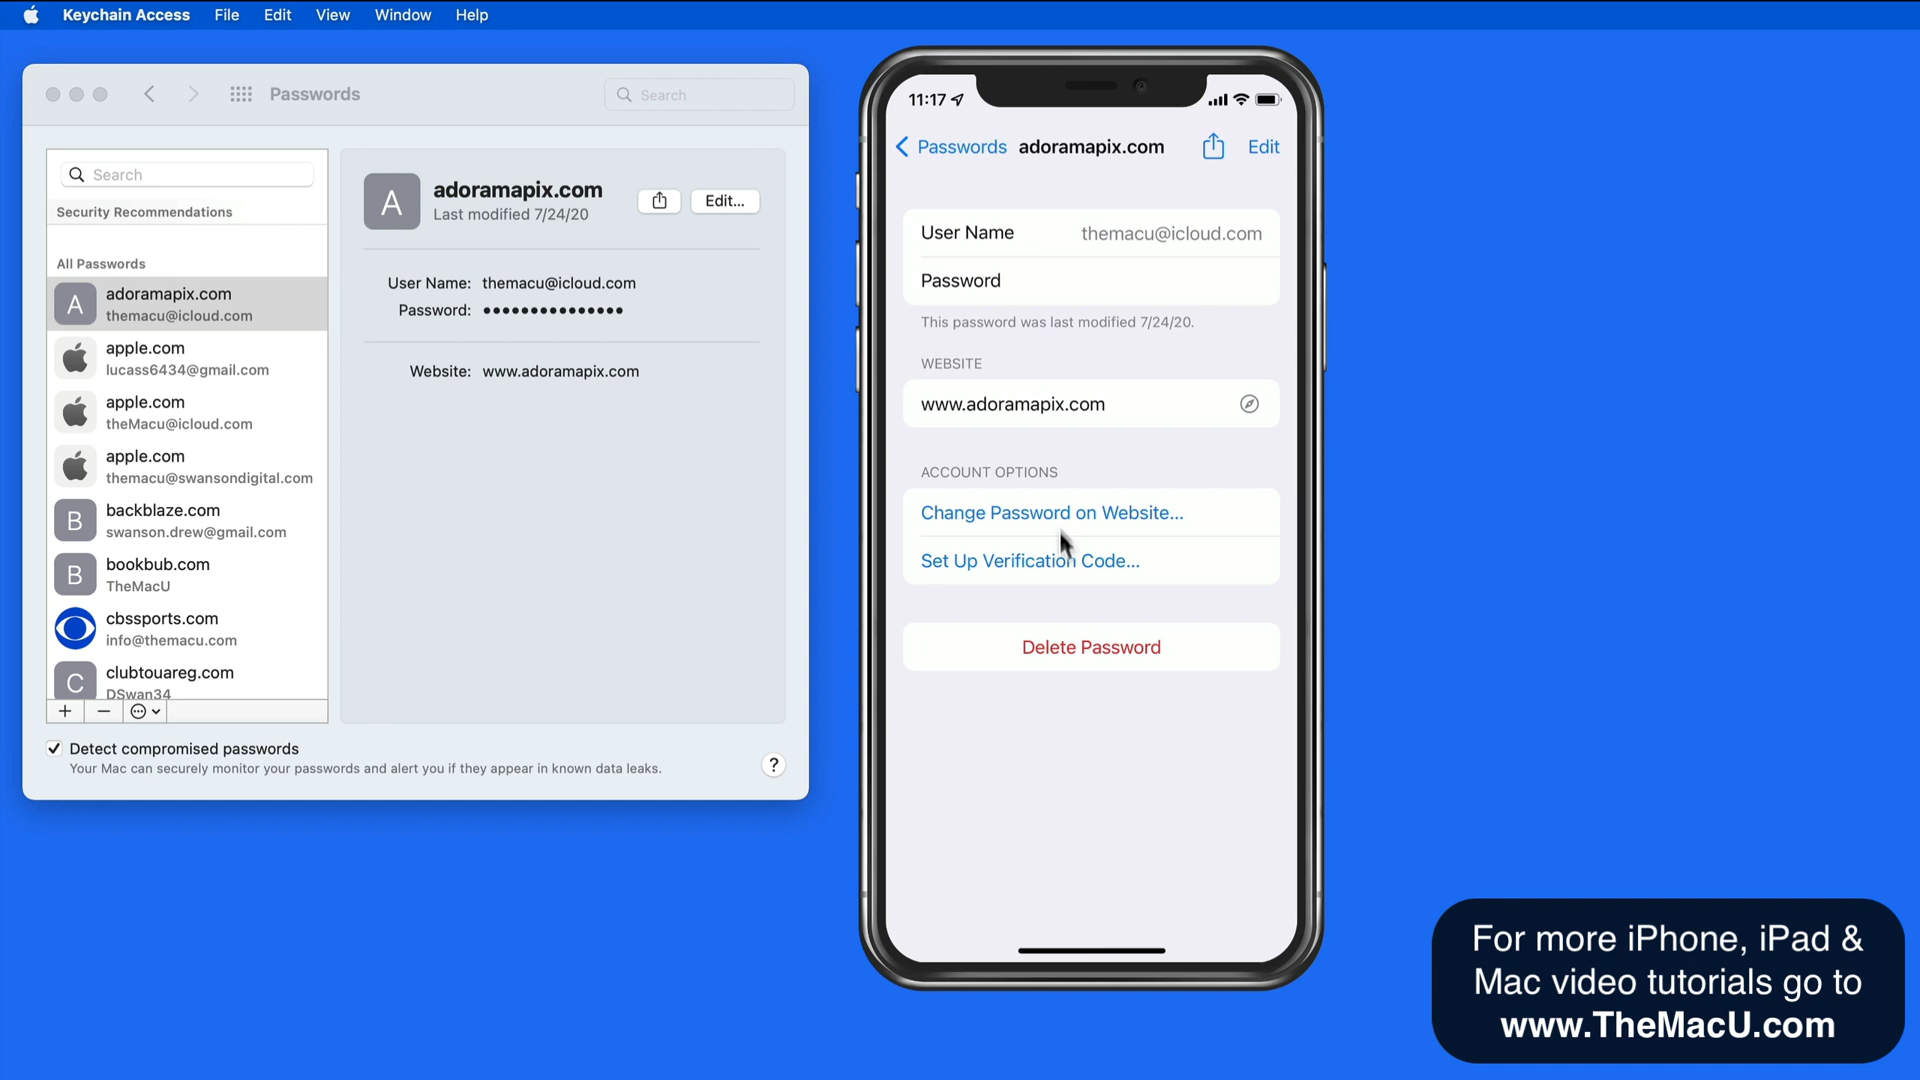 Keychain Access File Edit View Window Help
Passwords
Search
Search
Security Recommendations
All Passwords
A
adoramapix.com
themacu@icloud.com
apple.com
lucass6434@gmail.com
apple.com
theMacu@icloud.com
apple.com
themacu@swansondigital.com
B
backblaze.com
swanson.drew@gmail.com
B
bookbub.com
TheMacU
cbssports.com
info@themacu.com
C
clubtouareg.com
DSwan34
A
adoramapix.com
Last modified 7/24/20
Edit...
User Name: themacu@icloud.com
Password: •••••••••••••••
Website: www.adoramapix.com
Detect compromised passwords
Your Mac can securely monitor your passwords and alert you if they appear in known data leaks.
?
11:17
Passwords adoramapix.com Edit
User Name themacu@icloud.com
Password
This password was last modified 7/24/20.
WEBSITE
www.adoramapix.com
ACCOUNT OPTIONS
Change Password on Website...
Set Up Verification Code...
Delete Password
For more iPhone, iPad &
Mac video tutorials go to
www.TheMacU.com